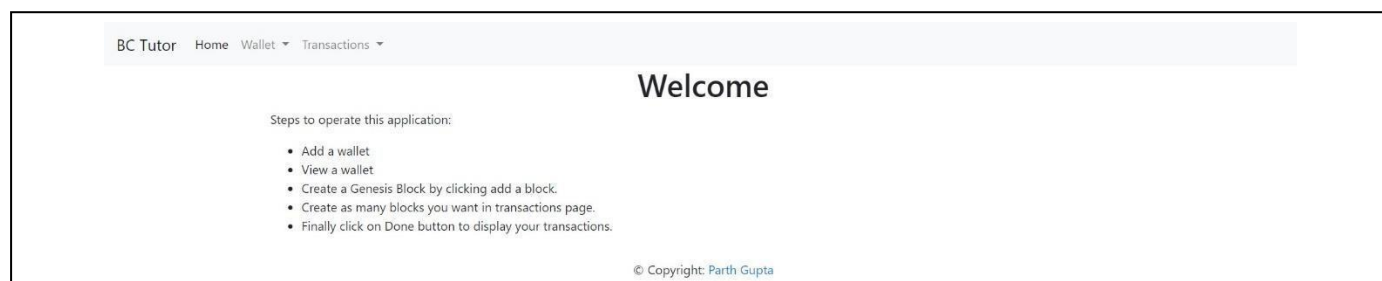 BC Tutor Home Wallet Transactions
Welcome
Steps to operate this application:
• Add a wallet
• View a wallet
• Create a Genesis Block by clicking add a block.
• Create as many blocks you want in transactions page.
• Finally click on Done button to display your transactions.
© Copyright: Parth Gupta